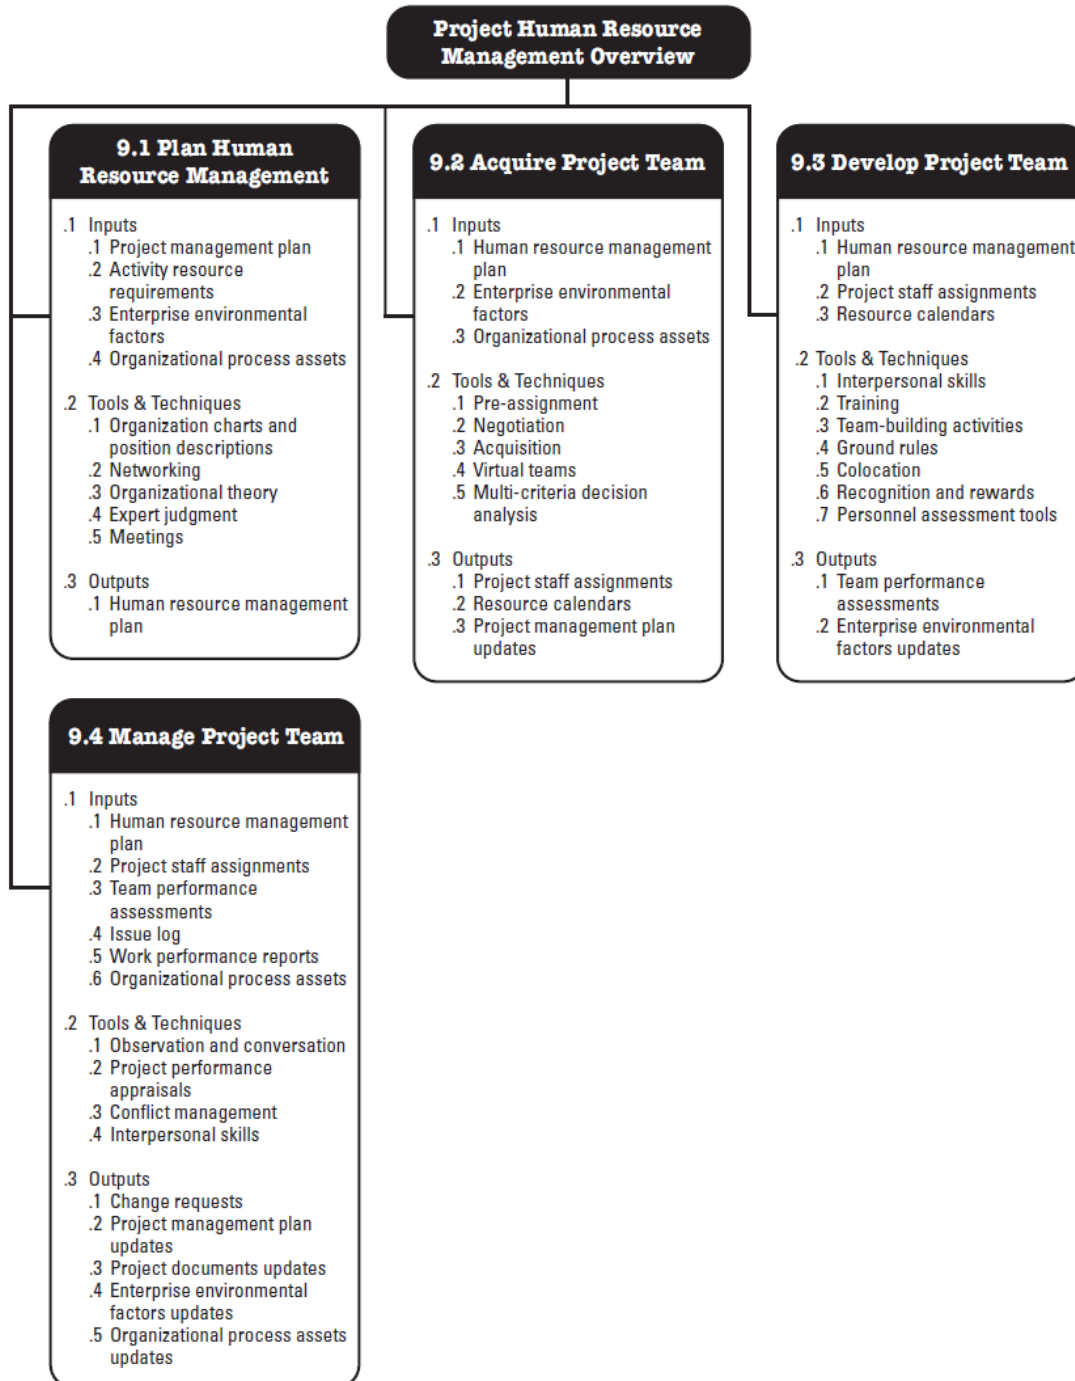 Project Human Resource
Management Overview
9.1 Plan Human
Resource Management
.1 Inputs
.1 Project management plan
.2 Activity resource
requirements
.3 Enterprise environmental
factors
.4 Organizational process assets
.2 Tools & Techniques
.1 Organization charts and
position descriptions
.2 Networking
.3 Organizational theory
.4 Expert judgment
.5 Meetings
.3 Outputs
.1 Human resource management
plan
9.2 Acquire Project Team
.1 Inputs
.1 Human resource management
plan
.2 Enterprise environmental
factors
.3 Organizational process assets
.2 Tools & Techniques
.1 Pre-assignment
.2 Negotiation
.3 Acquisition
.4 Virtual teams
.5 Multi-criteria decision
analysis
.3 Outputs
.1 Project staff assignments
.2 Resource calendars
.3 Project management plan
updates
9.3 Develop Project Team
.1 Inputs
.1 Human resource management
plan
.2 Project staff assignments
.3 Resource calendars
.2 Tools & Techniques
.1 Interpersonal skills
.2 Training
.3 Team-building activities
.4 Ground rules
.5 Colocation
.6 Recognition and rewards
.7 Personnel assessment tools
.3 Outputs
.1 Team performance
assessments
.2 Enterprise environmental
factors updates
9.4 Manage Project Team
.1 Inputs
.1 Human resource management
plan
.2 Project staff assignments
.3 Team performance
assessments
.4 Issue log
.5 Work performance reports
.6 Organizational process assets
.2 Tools & Techniques
.1 Observation and conversation
.2 Project performance
appraisals
.3 Conflict management
.4 Interpersonal skills
.3 Outputs
.1 Change requests
.2 Project management plan
updates
.3 Project documents updates
.4 Enterprise environmental
factors updates
.5 Organizational process assets
updates